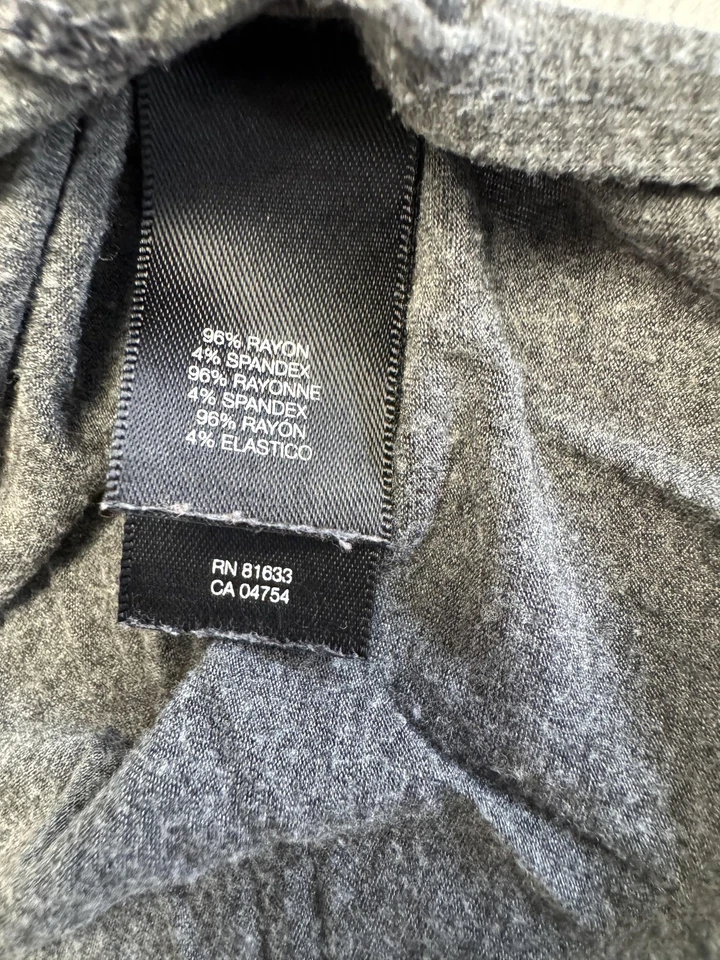 96% RAYON
4% SPANDEX
96% RAYONNE
4% SPANDEX
96% RAYON
4% ELASTICO
RN 81633
CA 04754